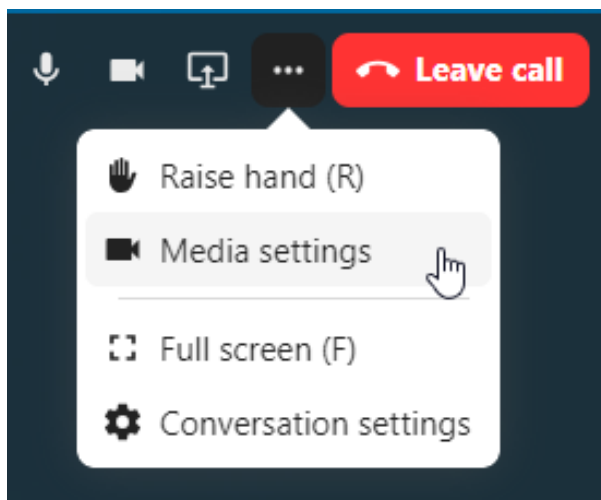 Leave call
Raise hand (R)
Media settings
Full screen (F)
Conversation settings